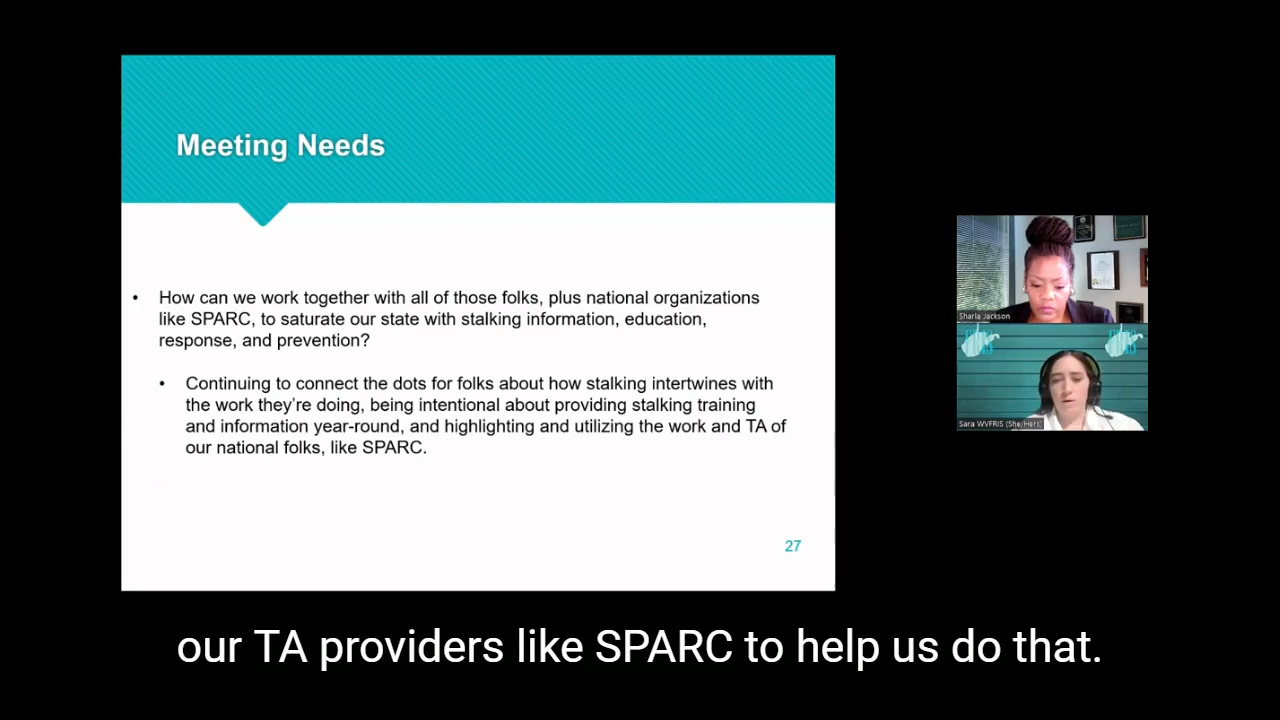 Meeting Needs
• How can we work together with all of those folks, plus national organizations
like SPARC, to saturate our state with stalking information, education,
response, and prevention?
• Continuing to connect the dots for folks about how stalking intertwines with
the work they're doing, being intentional about providing stalking training
and information year-round, and highlighting and utilizing the work and TA of
our national folks, like SPARC.
27
Sharla Jackson
Sara WVFRIS (She/Hers)
our TA providers like SPARC to help us do that.